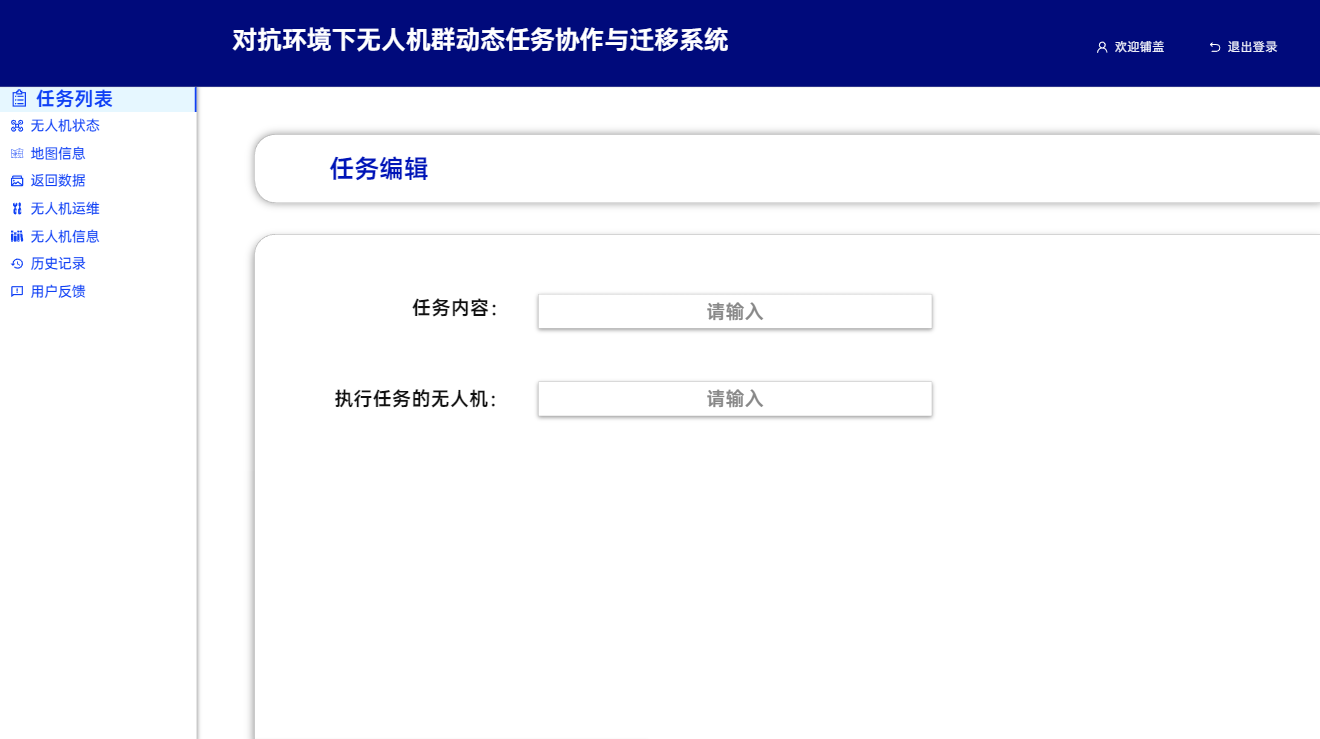 对抗环境下无人机群动态任务协作与迁移系统
欢迎铺盖
退出登录
任务列表
无人机状态
地图信息
返回数据
无人机运维
无人机信息
历史记录
用户反馈
任务编辑
任务内容：
请输入
执行任务的无人机：
请输入